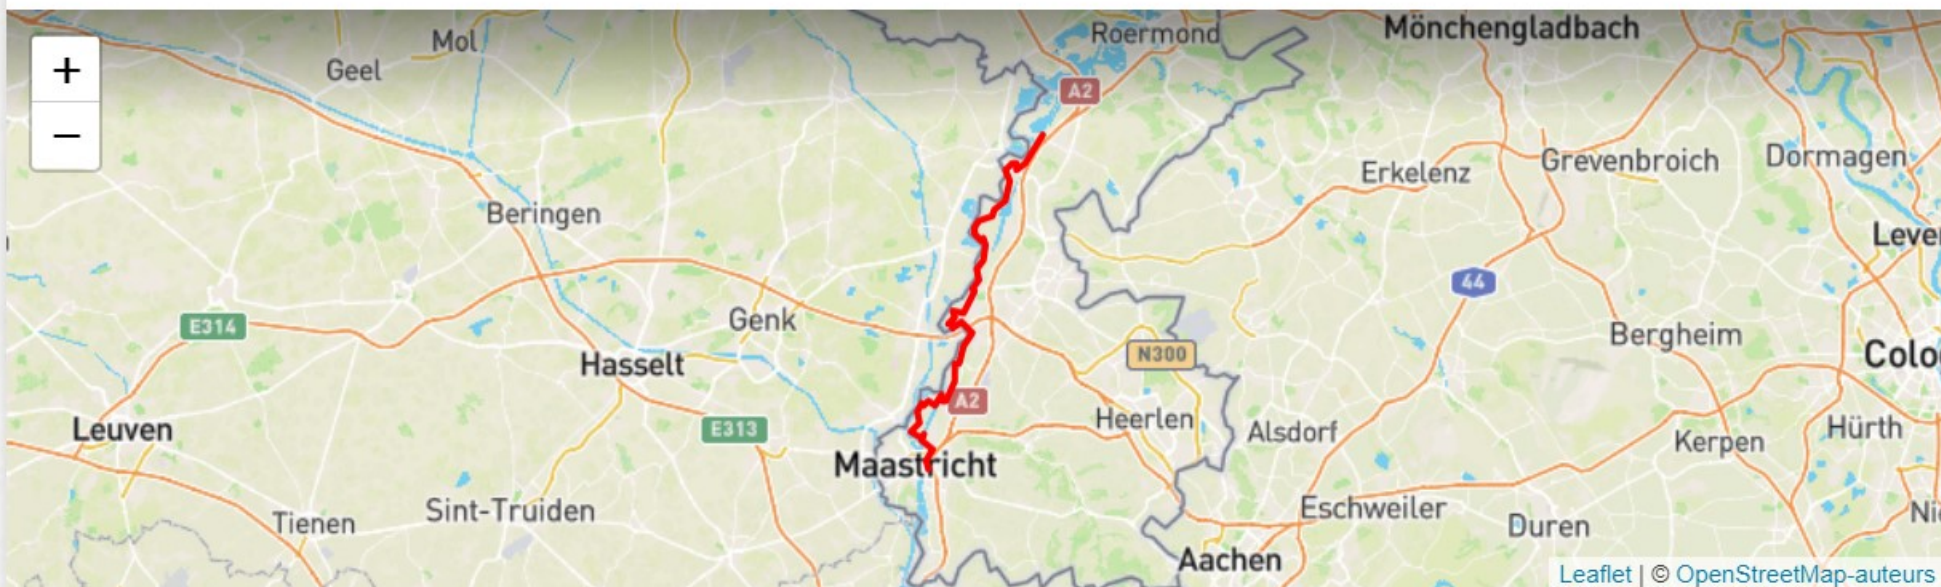 Mönchengladbach
Roermond
Mol
Geel
+
A2
−
Dormagen
Grevenbroich
Erkelenz
Beringen
Lever
44
Genk
E314
Bergheim
N300
Colo
Hasselt
A2
Heerlen
Hürth
Leuven
E313
Alsdorf
Kerpen
Maastricht
Eschweiler
Sint-Truiden
Ni
Tienen
Duren
Aachen
Leaflet | © OpenStreetMap-auteurs